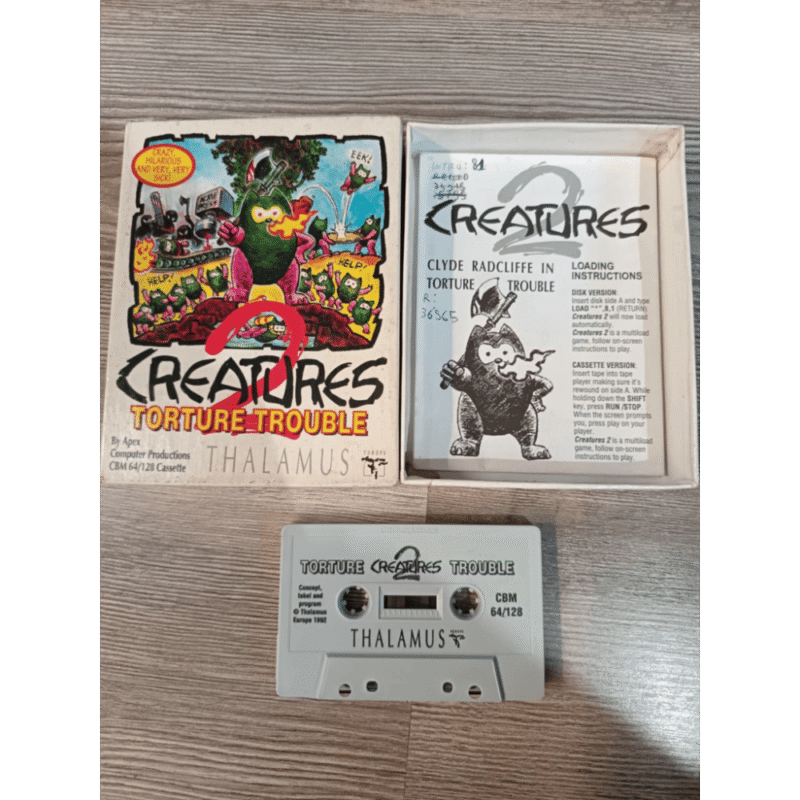 CRAZY,
HILARIOUS
AND VERY, VERY
SICK!
EEK!
HELP!
HELP!
CREATURES
2
TORTURE TROUBLE
By Apex
Computer Productions
CBM 64/128 Cassette
THALAMUS
EUROPE
2
CREATURES
CLYDE RADCLIFFE IN
TORTURE TROUBLE
R:
36565
LOADING
INSTRUCTIONS
DISK VERSION:
Insert disk side A and type
LOAD "*",8,1 (RETURN)
Creatures 2 will now load
automatically.
Creatures 2 is a multiload
game, follow on-screen
instructions to play.
CASSETTE VERSION:
Insert tape into tape
player making sure it's
rewound on side A. While
holding down the SHIFT
key, press RUN /STOP.
When the screen prompts
you, press play on your
player.
Creatures 2 is a multiload
game, follow on-screen
instructions to play.
TORTURE CREATURES 2 TROUBLE
Concept,
label and
program
© Thalamus
Europe 1992
CBM
64/128
THALAMUS